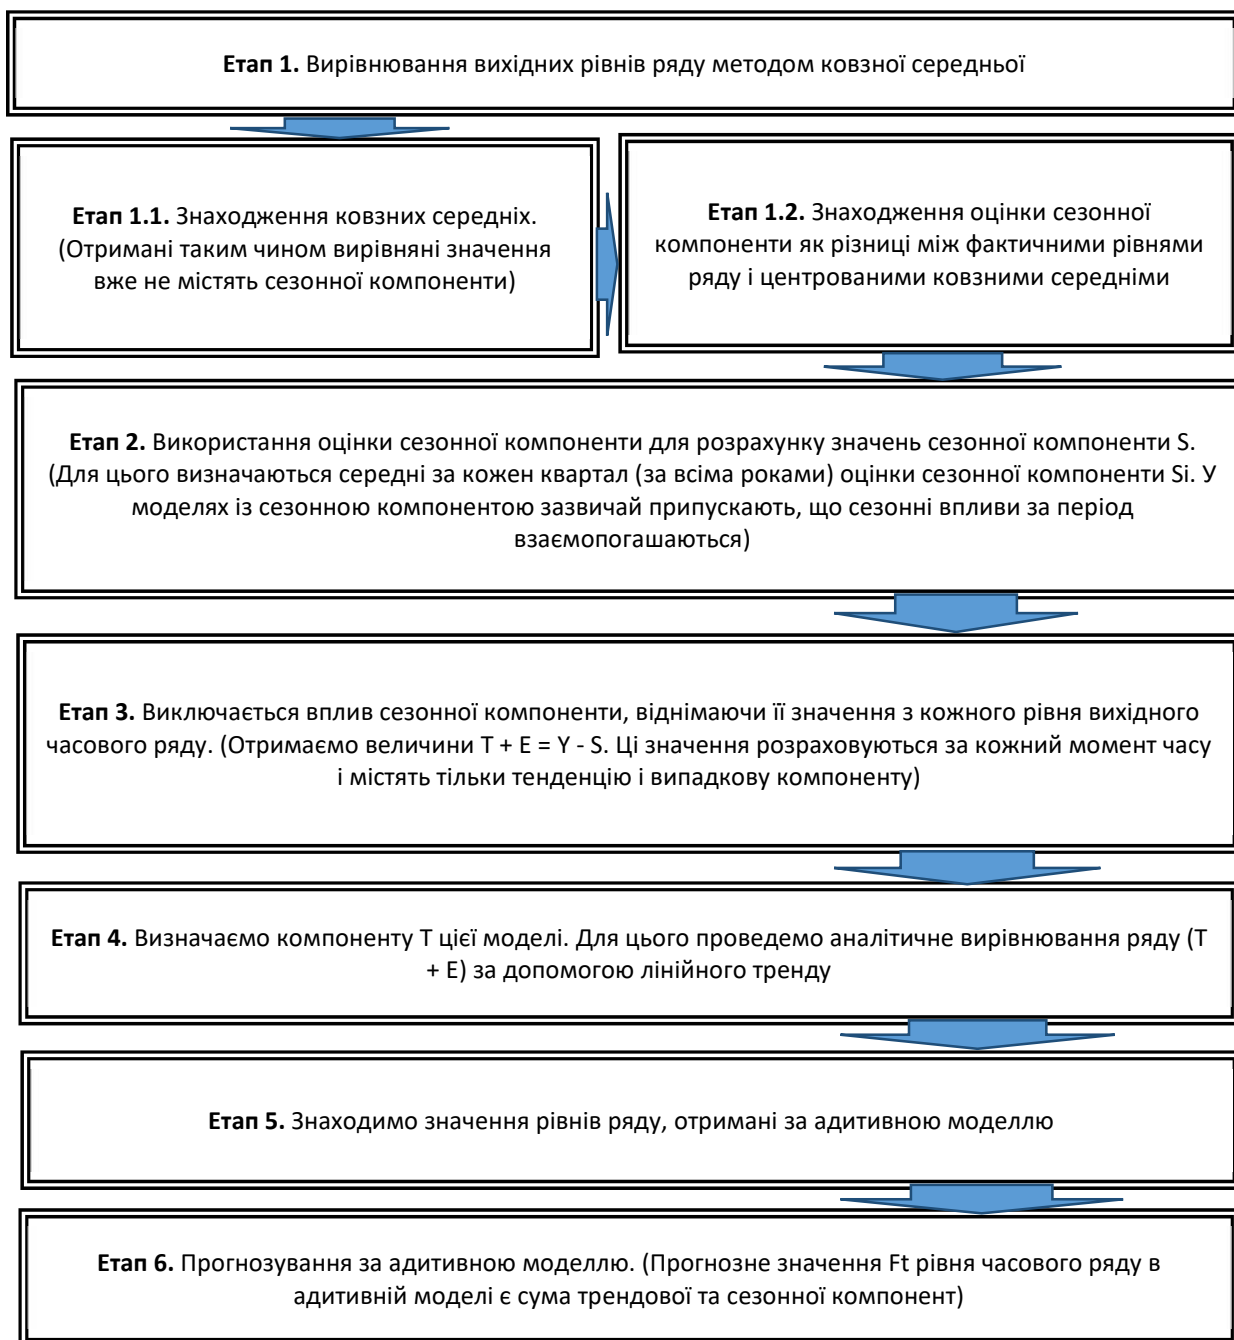 Етап 1. Вирівнювання вихідних рівнів ряду методом ковзної середньої
Етап 1.1. Знаходження ковзних середніх.
(Отримані таким чином вирівняні значення
вже не містять сезонної компоненти)
Етап 1.2. Знаходження оцінки сезонної
компоненти як різниці між фактичними рівнями
ряду і центрованими ковзними середніми
Етап 2. Використання оцінки сезонної компоненти для розрахунку значень сезонної компоненти S.
(Для цього визначаються середні за кожен квартал (за всіма роками) оцінки сезонної компоненти Si. У
моделях із сезонною компонентою зазвичай припускають, що сезонні впливи за період
взаємопогашаються)
Етап 3. Виключається вплив сезонної компоненти, віднімаючи її значення з кожного рівня вихідного
часового ряду. (Отримаємо величини T + E = Y - S. Ці значення розраховуються за кожний момент часу
і містять тільки тенденцію і випадкову компоненту)
Етап 4. Визначаємо компоненту T цієї моделі. Для цього проведемо аналітичне вирівнювання ряду (T
+ E) за допомогою лінійного тренду
Етап 5. Знаходимо значення рівнів ряду, отримані за адитивною моделлю
Етап 6. Прогнозування за адитивною моделлю. (Прогнозне значення Ft рівня часового ряду в
адитивній моделі є сума трендової та сезонної компонент)